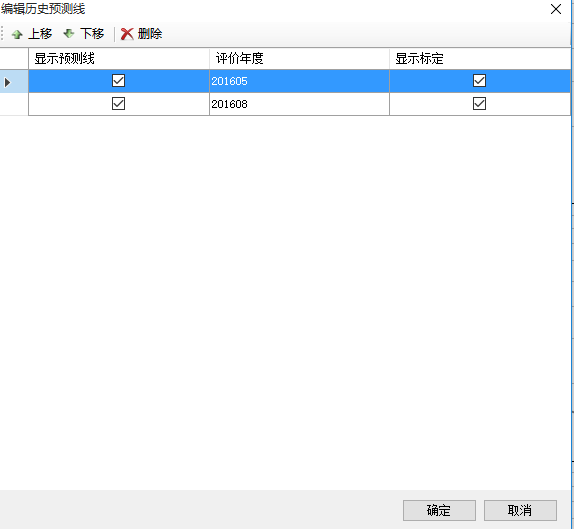 编辑历史预测线
上移 下移 删除
显示预测线 评价年度 显示标定
201605
201608
确定 取消